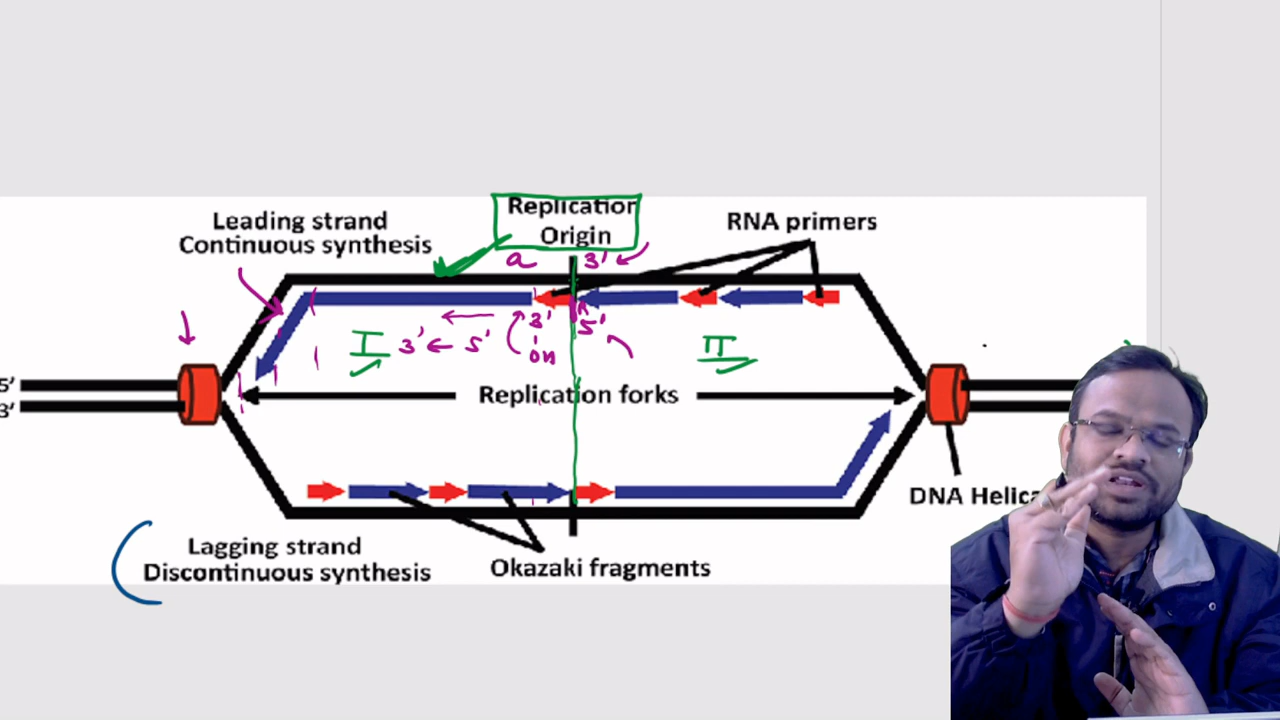 Replication
Origin
Leading strand
Continuous synthesis
RNA primers
a
3'
3'
5'
I
3' ← 5'
OH
II
Replication forks
5'
3'
DNA Helica
Lagging strand
Discontinuous synthesis
Okazaki fragments